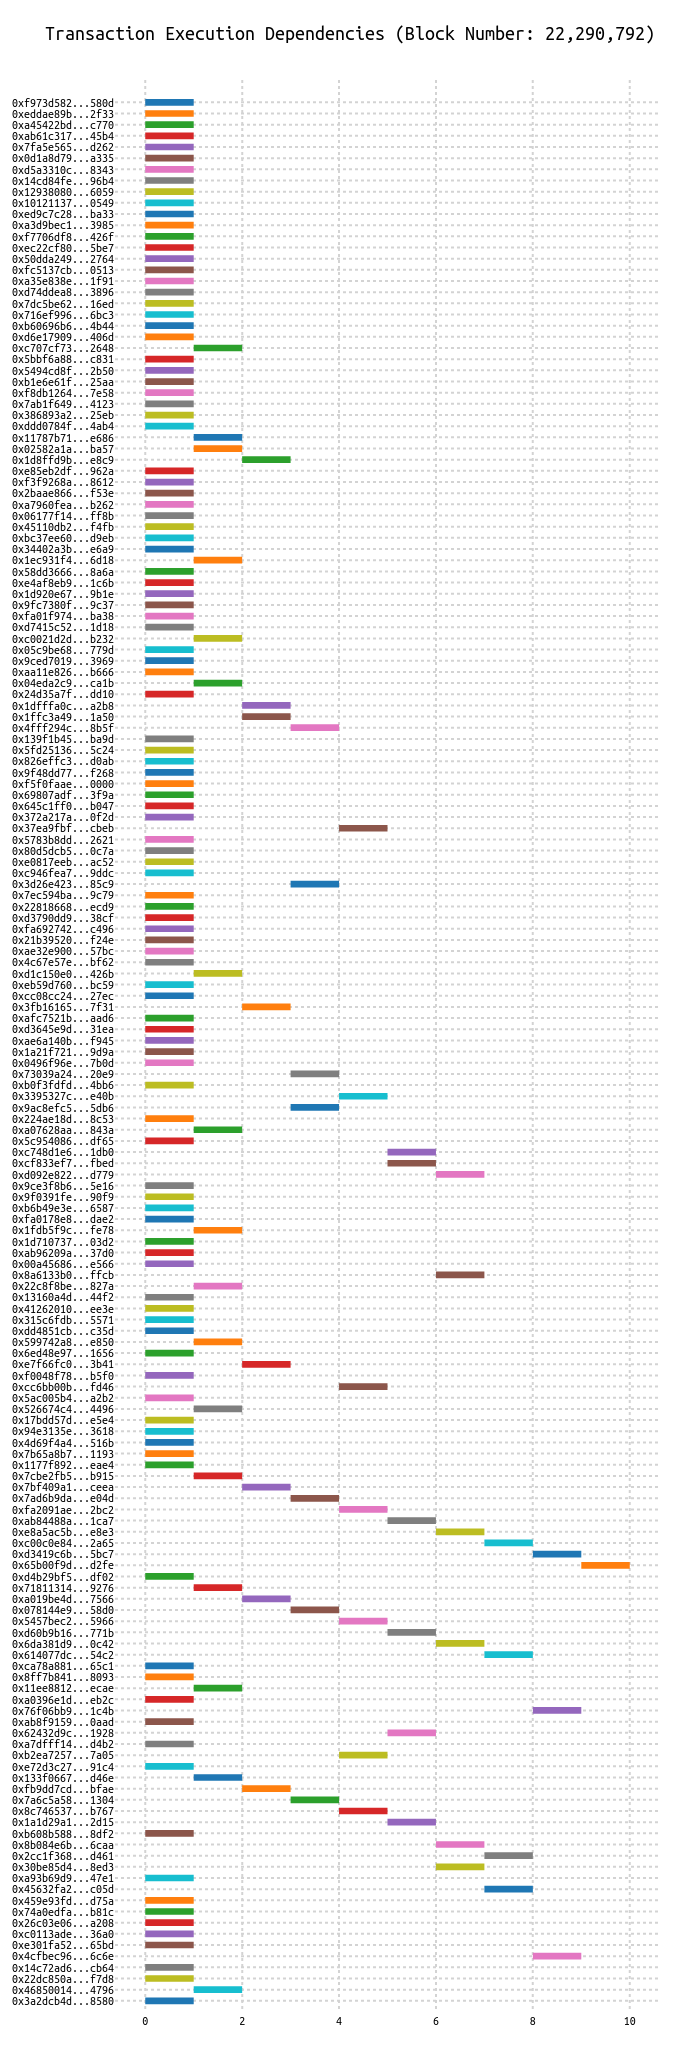 Transaction Execution Dependencies (Block Number: 22,290,792)
0xf973d582...580d
0xeddae89b...2f33
0xa45422bd...c770
0xab61c317...45b4
0x7fa5e565...d262
0x0d1a8d79...a335
0xd5a3310c...8343
0x14cd84fe...96b4
0x12938080...6059
0x10121137...0549
0xed9c7c28...ba33
0xa3d9bec1...3985
0xf7706df8...426f
0xec22cf80...5be7
0x50dda249...2764
0xfc5137cb...0513
0xa35e838e...1f91
0xd74ddea8...3896
0x7dc5be62...16ed
0x716ef996...6bc3
0xb60696b6...4b44
0xd6e17909...406d
0xc707cf73...2648
0x5bbf6a88...c831
0x5494cd8f...2b50
0xb1e6e61f...25aa
0xf8db1264...7e58
0x7ab1f649...4123
0x386893a2...25eb
0xddd0784f...4ab4
0x11787b71...e686
0x02582a1a...ba57
0x1d8ffd9b...e8c9
0xe85eb2df...962a
0xf3f9268a...8612
0x2baae866...f53e
0xa7960fea...b262
0x06177f14...ff8b
0x45110db2...f4fb
0xbc37ee60...d9eb
0x34402a3b...e6a9
0x1ec931f4...6d18
0x58dd3666...8a6a
0xe4af8eb9...1c6b
0x1d920e67...9b1e
0x9fc7380f...9c37
0xfa01f974...ba38
0xd7415c52...1d18
0xc0021d2d...b232
0x05c9be68...779d
0x9ced7019...3969
0xaa11e826...b666
0x04eda2c9...ca1b
0x24d35a7f...dd10
0x1dfffa0c...a2b8
0x1ffc3a49...1a50
0x4fff294c...8b5f
0x139f1b45...ba9d
0x5fd25136...5c24
0x826effc3...d0ab
0x9f48dd77...f268
0xf5f0faae...0000
0x69807adf...3f9a
0x645c1ff0...b047
0x372a217a...0f2d
0x37ea9fbf...cbeb
0x5783b8dd...2621
0x80d5dcb5...0c7a
0xe0817eeb...ac52
0xc946fea7...9ddc
0x3d26e423...85c9
0x7ec594ba...9c79
0x22818668...ecd9
0xd3790dd9...38cf
0xfa692742...c496
0x21b39520...f24e
0xae32e900...57bc
0x4c67e57e...bf62
0xd1c150e0...426b
0xeb59d760...bc59
0xcc08cc24...27ec
0x3fb16165...7f31
0xafc7521b...aad6
0xd3645e9d...31ea
0xae6a140b...f945
0x1a21f721...9d9a
0x0496f96e...7b0d
0x73039a24...20e9
0xb0f3fdfd...4bb6
0x3395327c...e40b
0x9ac8efc5...5db6
0x224ae18d...8c53
0xa07628aa...843a
0x5c954086...df65
0xc748d1e6...1db0
0xcf833ef7...fbed
0xd092e822...d779
0x9ce3f8b6...5e16
0x9f0391fe...90f9
0xb6b49e3e...6587
0xfa0178e8...dae2
0x1fdb5f9c...fe78
0x1d710737...03d2
0xab96209a...37d0
0x00a45686...e566
0x8a6133b0...ffcb
0x22c8f8be...827a
0x13160a4d...44f2
0x41262010...ee3e
0x315c6fdb...5571
0xdd4851cb...c35d
0x599742a8...e850
0x6ed48e97...1656
0xe7f66fc0...3b41
0xf0048f78...b5f0
0xcc6bb00b...fd46
0x5ac005b4...a2b2
0x526674c4...4496
0x17bdd57d...e5e4
0x94e3135e...3618
0x4d69f4a4...516b
0x7b65a8b7...1193
0x1177f892...eae4
0x7cbe2fb5...b915
0x7bf409a1...ceea
0x7ad6b9da...e04d
0xfa2091ae...2bc2
0xab84488a...1ca7
0xe8a5ac5b...e8e3
0xc00c0e84...2a65
0xd3419c6b...5bc7
0x65b00f9d...d2fe
0xd4b29bf5...df02
0x71811314...9276
0xa019be4d...7566
0x078144e9...58d0
0x5457bec2...5966
0xd60b9b16...771b
0x6da381d9...0c42
0x614077dc...54c2
0xca78a881...65c1
0x8ff7b841...8093
0x11ee8812...ecae
0xa0396e1d...eb2c
0x76f06bb9...1c4b
0xab8f9159...0aad
0x62432d9c...1928
0xa7dfff14...d4b2
0xb2ea7257...7a05
0xe72d3c27...91c4
0x133f0667...d46e
0xfb9dd7cd...bfae
0x7a6c5a58...1304
0x8c746537...b767
0x1a1d29a1...2d15
0xb608b588...8df2
0x8b084e6b...6caa
0x2cc1f368...d461
0x30be85d4...8ed3
0xa93b69d9...47e1
0x45632fa2...c05d
0x459e93fd...d75a
0x74a0edfa...b81c
0x26c03e06...a208
0xc0113ade...36a0
0xe301fa52...65bd
0x4cfbec96...6c6e
0x14c72ad6...cb64
0x22dc850a...f7d8
0x46850014...4796
0x3a2dcb4d...8580
0 2 4 6 8 10